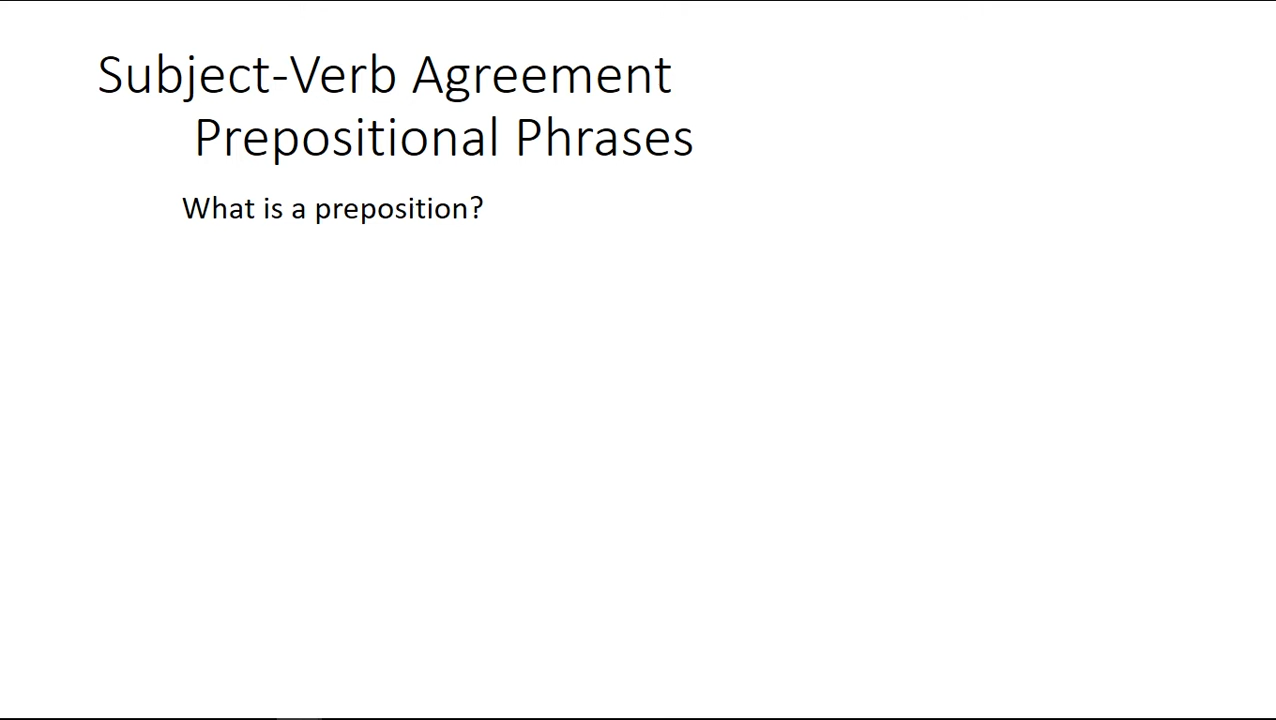 Subject-Verb Agreement
Prepositional Phrases
What is a preposition?